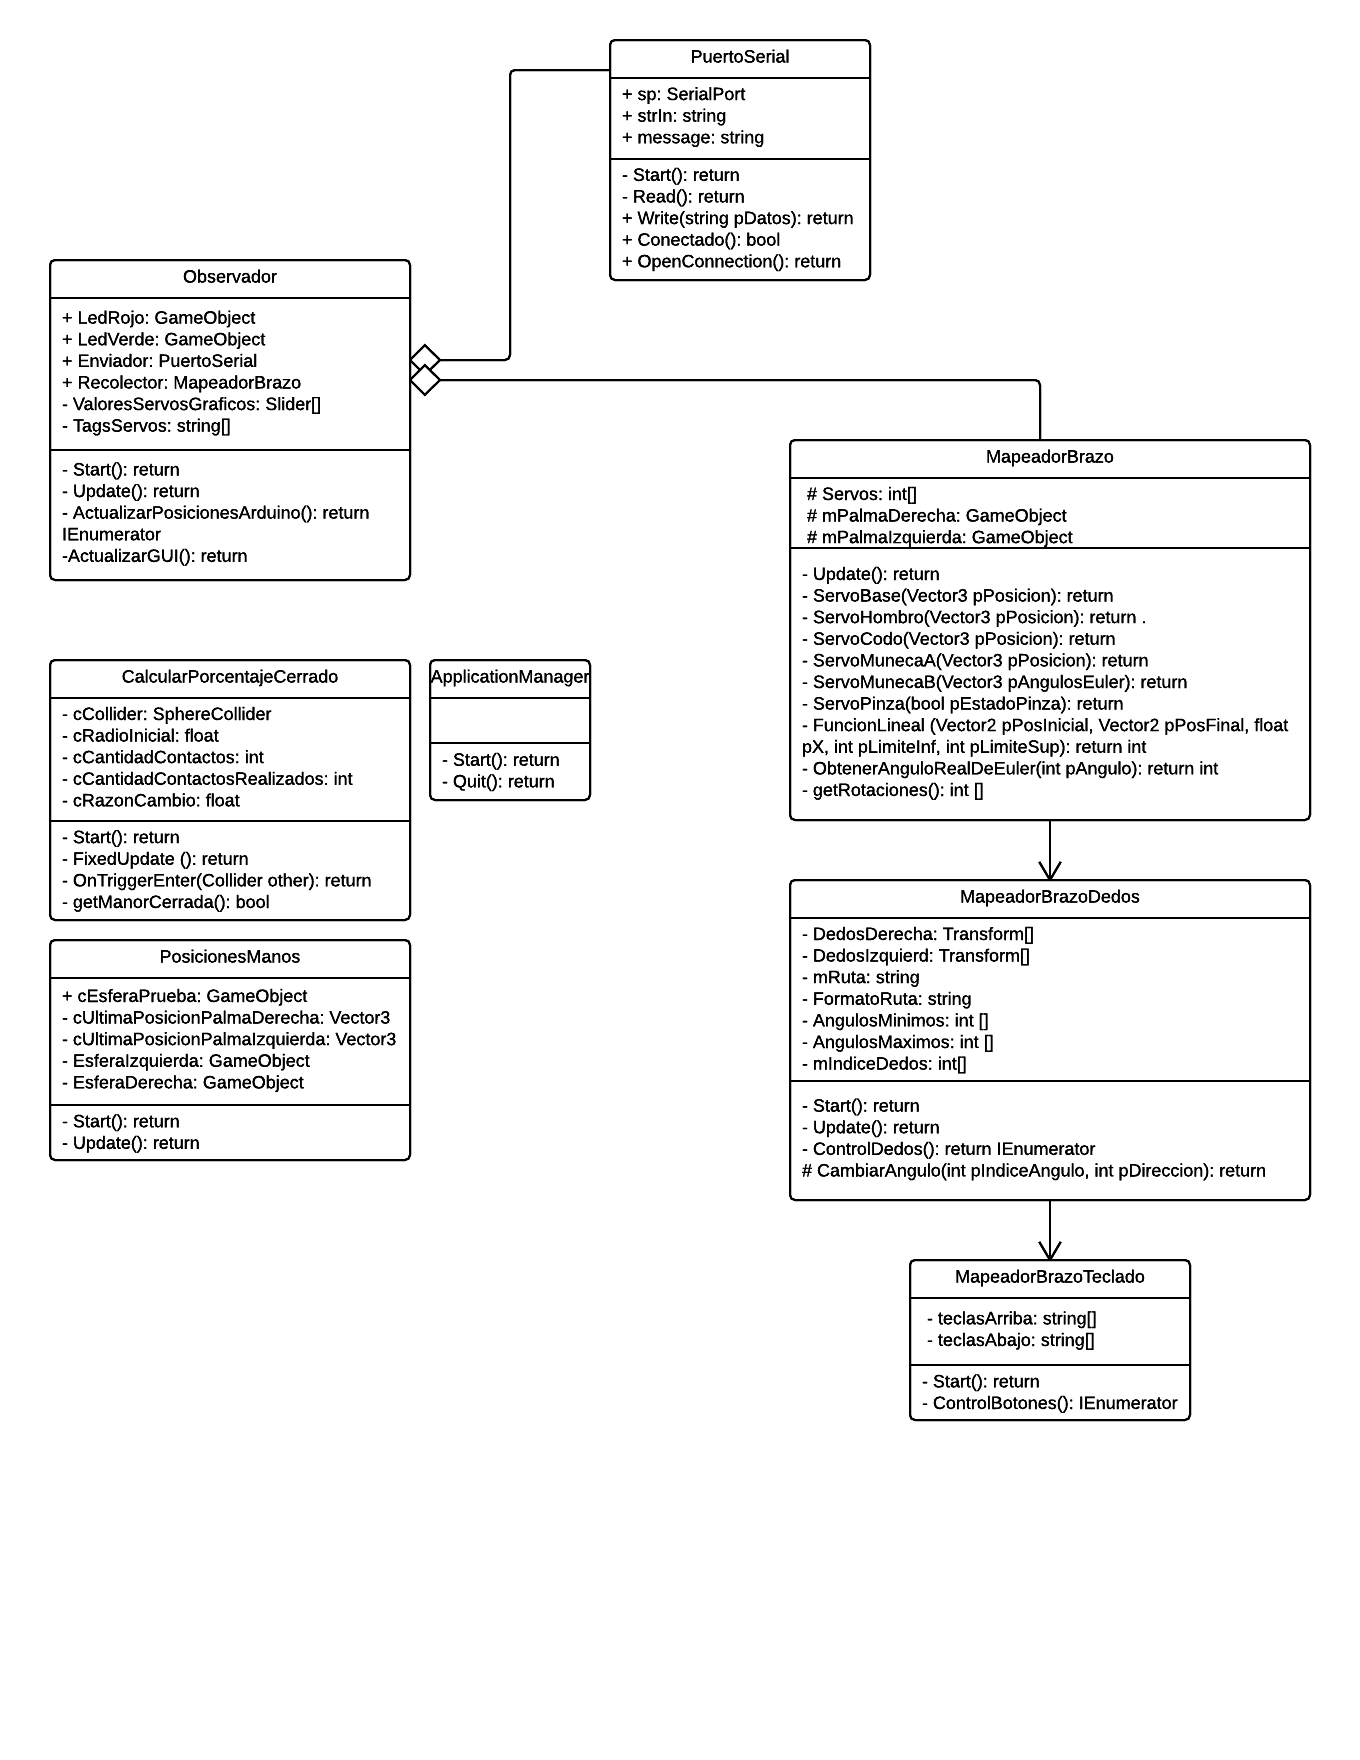 PuertoSerial
+ sp: SerialPort
+ strIn: string
+ message: string
- Start(): return
- Read(): return
+ Write(string pDatos): return
+ Conectado(): bool
+ OpenConnection(): return
Observador
+ LedRojo: GameObject
+ LedVerde: GameObject
+ Enviador: PuertoSerial
+ Recolector: MapeadorBrazo
- ValoresServosGraficos: Slider[]
- TagsServos: string[]
- Start(): return
- Update(): return
- ActualizarPosicionesArduino(): return
IEnumerator
-ActualizarGUI(): return
MapeadorBrazo
# Servos: int[]
# mPalmaDerecha: GameObject
# mPalmaIzquierda: GameObject
- Update(): return
- ServoBase(Vector3 pPosicion): return
- ServoHombro(Vector3 pPosicion): return .
- ServoCodo(Vector3 pPosicion): return
- ServoMunecaA(Vector3 pPosicion): return
- ServoMunecaB(Vector3 pAngulosEuler): return
- ServoPinza(bool pEstadoPinza): return
- FuncionLineal (Vector2 pPosInicial, Vector2 pPosFinal, float
pX, int pLimiteInf, int pLimiteSup): return int
- ObtenerAnguloRealDeEuler(int pAngulo): return int
- getRotaciones(): int []
CalcularPorcentajeCerrado
- cCollider: SphereCollider
- cRadioInicial: float
- cCantidadContactos: int
- cCantidadContactosRealizados: int
- cRazonCambio: float
- Start(): return
- FixedUpdate (): return
- OnTriggerEnter(Collider other): return
- getManorCerrada(): bool
ApplicationManager
- Start(): return
- Quit(): return
PosicionesManos
+ cEsferaPrueba: GameObject
- cUltimaPosicionPalmaDerecha: Vector3
- cUltimaPosicionPalmaIzquierda: Vector3
- EsferaIzquierda: GameObject
- EsferaDerecha: GameObject
- Start(): return
- Update(): return
MapeadorBrazoDedos
- DedosDerecha: Transform[]
- DedosIzquierd: Transform[]
- mRuta: string
- FormatoRuta: string
- AngulosMinimos: int []
- AngulosMaximos: int []
- mIndiceDedos: int[]
- Start(): return
- Update(): return
- ControlDedos(): return IEnumerator
# CambiarAngulo(int pIndiceAngulo, int pDireccion): return
MapeadorBrazoTeclado
- teclasArriba: string[]
- teclasAbajo: string[]
- Start(): return
- ControlBotones(): IEnumerator